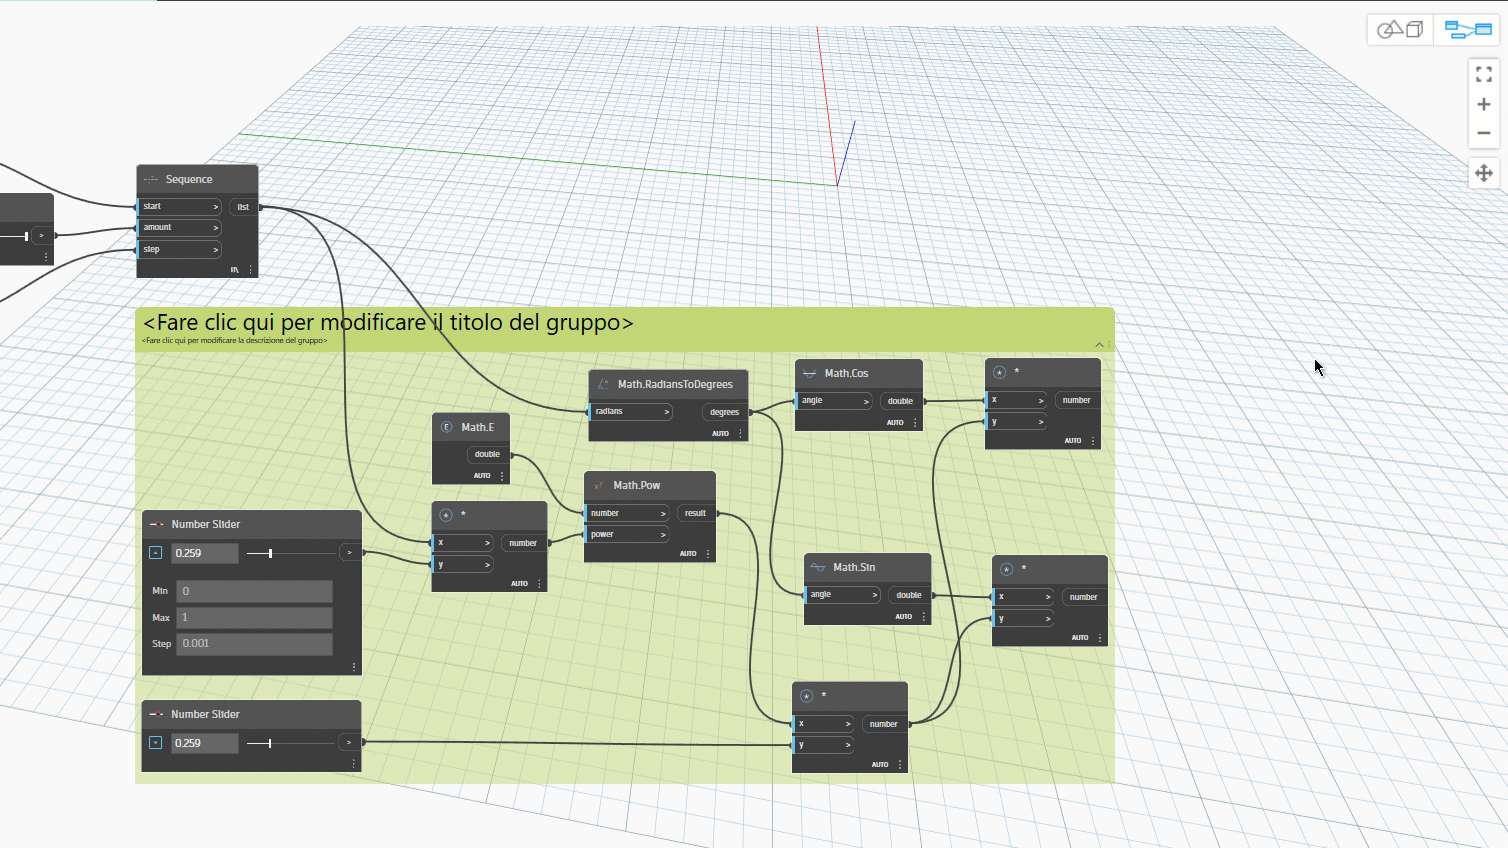 Sequence
start >
list
amount >
step >
>
<Fare clic qui per modificare il titolo del gruppo>
<Fare clic qui per modificare la descrizione del gruppo>
Math.RadiansToDegrees
radians >
degrees
AUTO
Math.Cos
angle >
double
AUTO
*
x >
number
y >
AUTO
E Math.E
double
AUTO
Math.Pow
number >
result
power >
AUTO
*
x >
number
y >
AUTO
Number Slider
0.259
>
Min 0
Max 1
Step 0.001
Math.Sin
angle >
double
AUTO
*
x >
number
y >
AUTO
Number Slider
0.259
>
*
x >
number
y >
AUTO